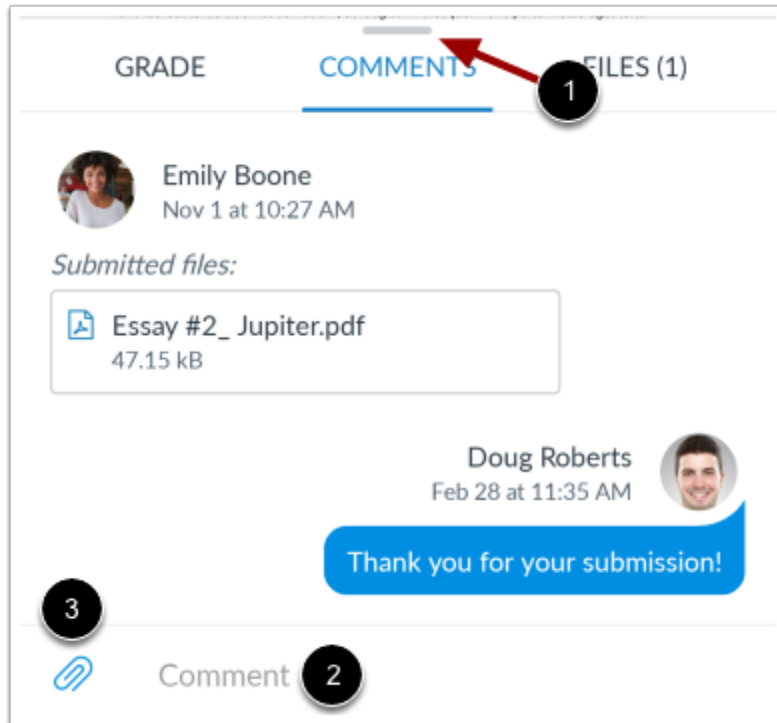 GRADE COMMENTS FILES (1)
1
Emily Boone
Nov 1 at 10:27 AM
Submitted files:
Essay #2_ Jupiter.pdf
47.15 kB
Doug Roberts
Feb 28 at 11:35 AM
Thank you for your submission!
3
Comment 2